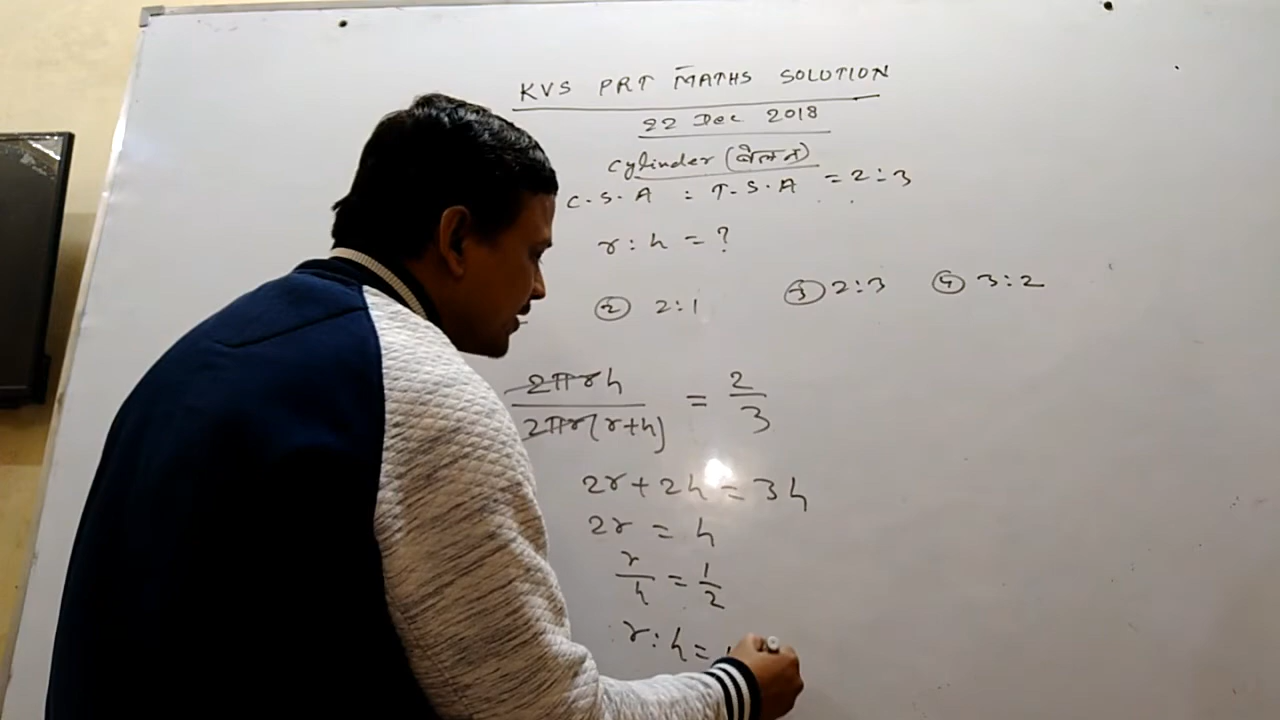 KVS PRT MATHS SOLUTION
22 Dec 2018
Cylinder (बेलन)
C.S.A : T.S.A = 2:3
r : h = ?
② 2:1 ③ 2:3 ④ 3:2
2πrh / 2πr(r+h) = 2/3
2r + 2h = 3h
2r = h
r/h = 1/2
r : h =